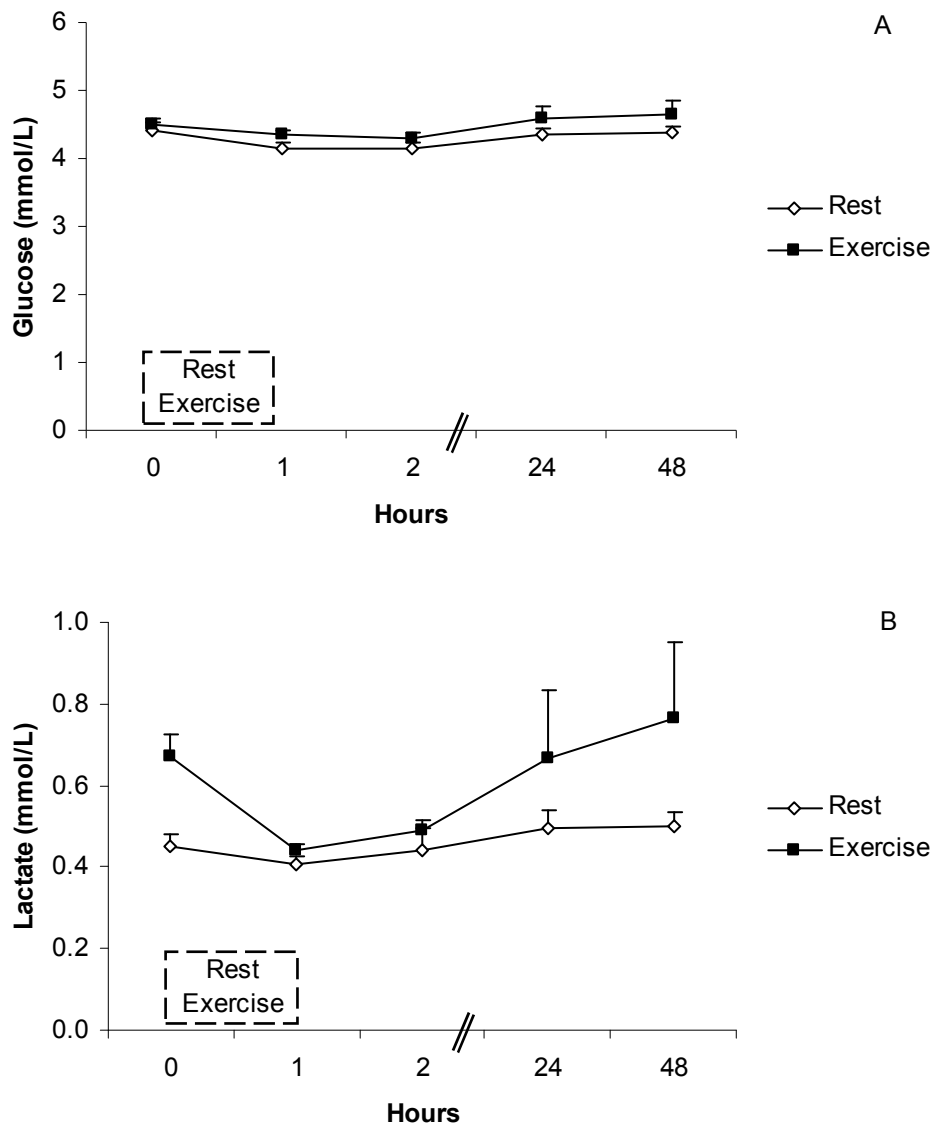 A
6
5
4
3
2
1
0
Glucose (mmol/L)
Rest
Exercise
Rest
Exercise
0 1 2 24 48
Hours
B
1.0
0.8
0.6
0.4
0.2
0.0
Lactate (mmol/L)
Rest
Exercise
Rest
Exercise
0 1 2 24 48
Hours